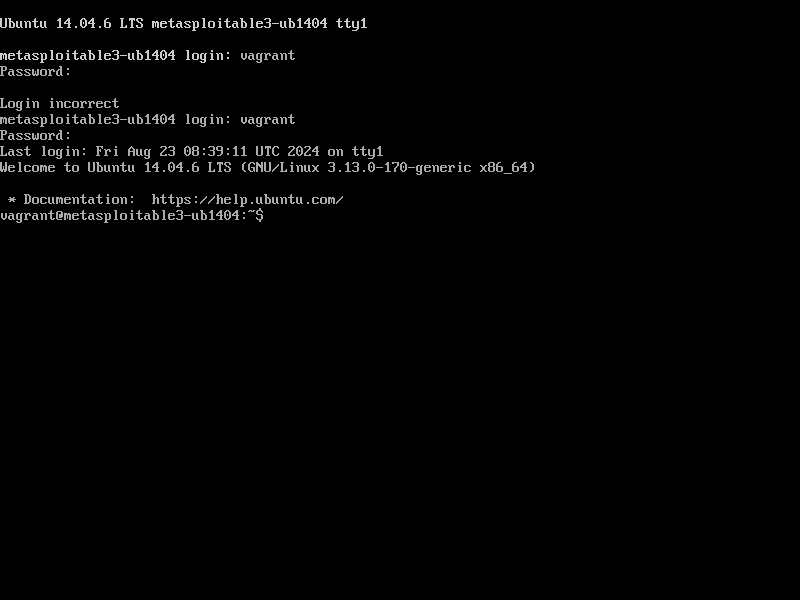 Ubuntu 14.04.6 LTS metasploitable3-ub1404 tty1
metasploitable3-ub1404 login: vagrant
Password:
Login incorrect
metasploitable3-ub1404 login: vagrant
Password:
Last login: Fri Aug 23 08:39:11 UTC 2024 on tty1
Welcome to Ubuntu 14.04.6 LTS (GNU/Linux 3.13.0-170-generic x86_64)
* Documentation:  https://help.ubuntu.com/
vagrant@metasploitable3-ub1404:~$